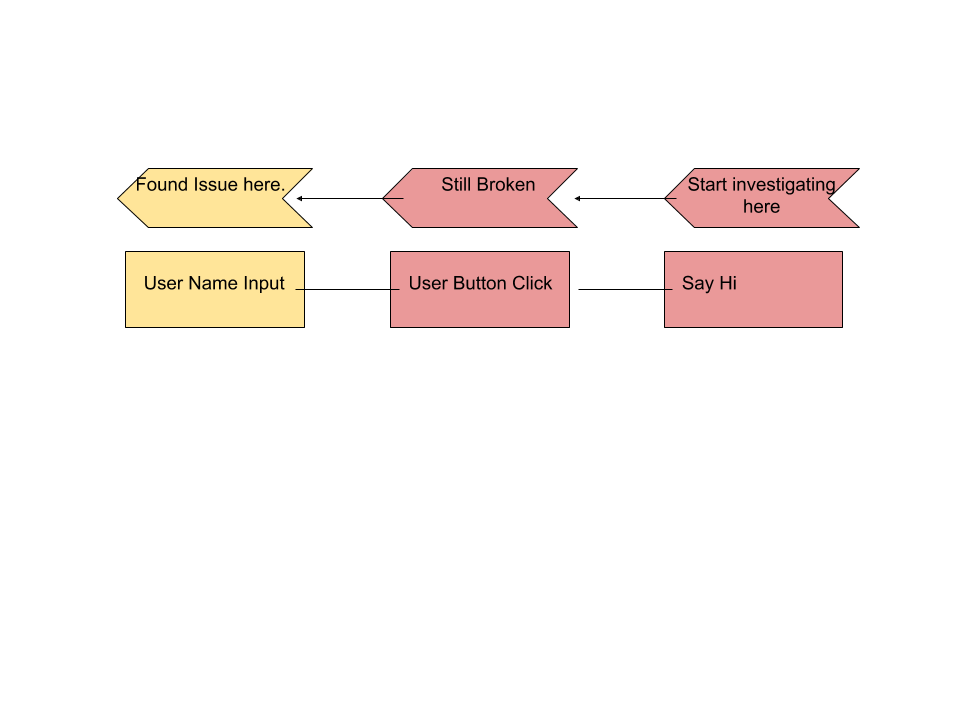 Found Issue here.
Still Broken
Start investigating
here
User Name Input
User Button Click
Say Hi